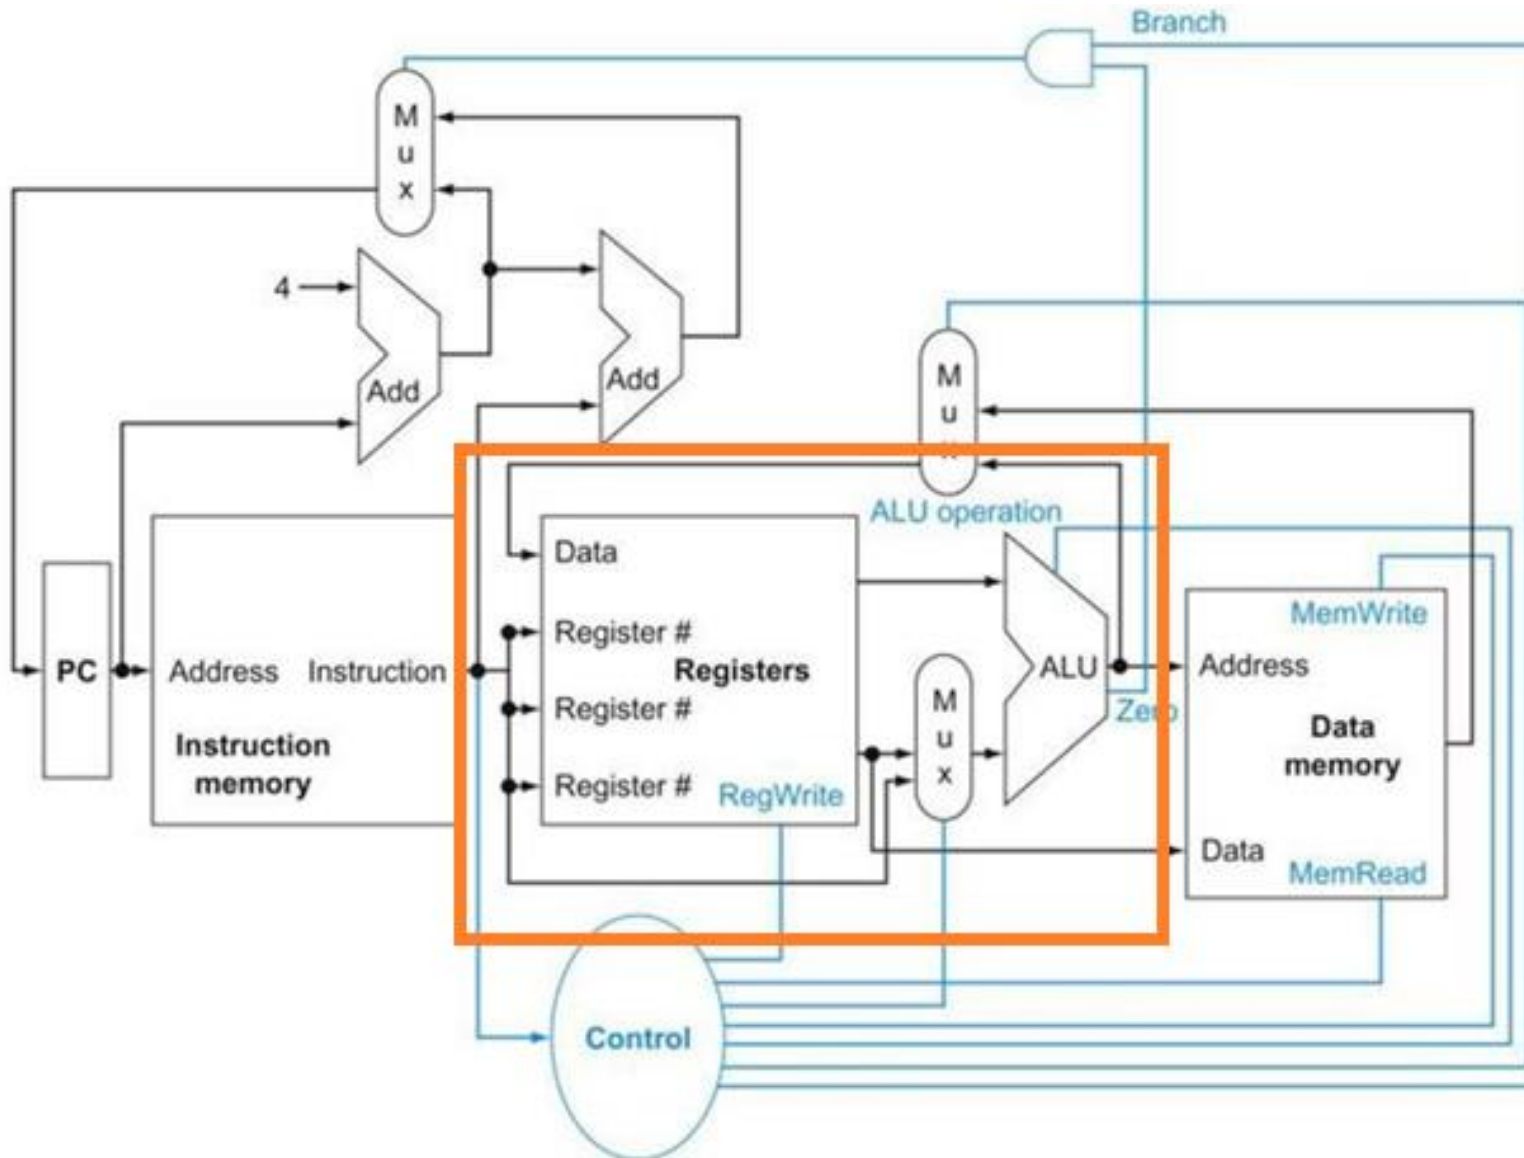 Branch
M
u
x
4
Add
Add
M
u
x
ALU operation
Data
Register #
Registers
Register #
Register #
RegWrite
M
u
x
ALU
Zero
PC
Address
Instruction
Instruction
memory
MemWrite
Address
Data
memory
Data
MemRead
Control